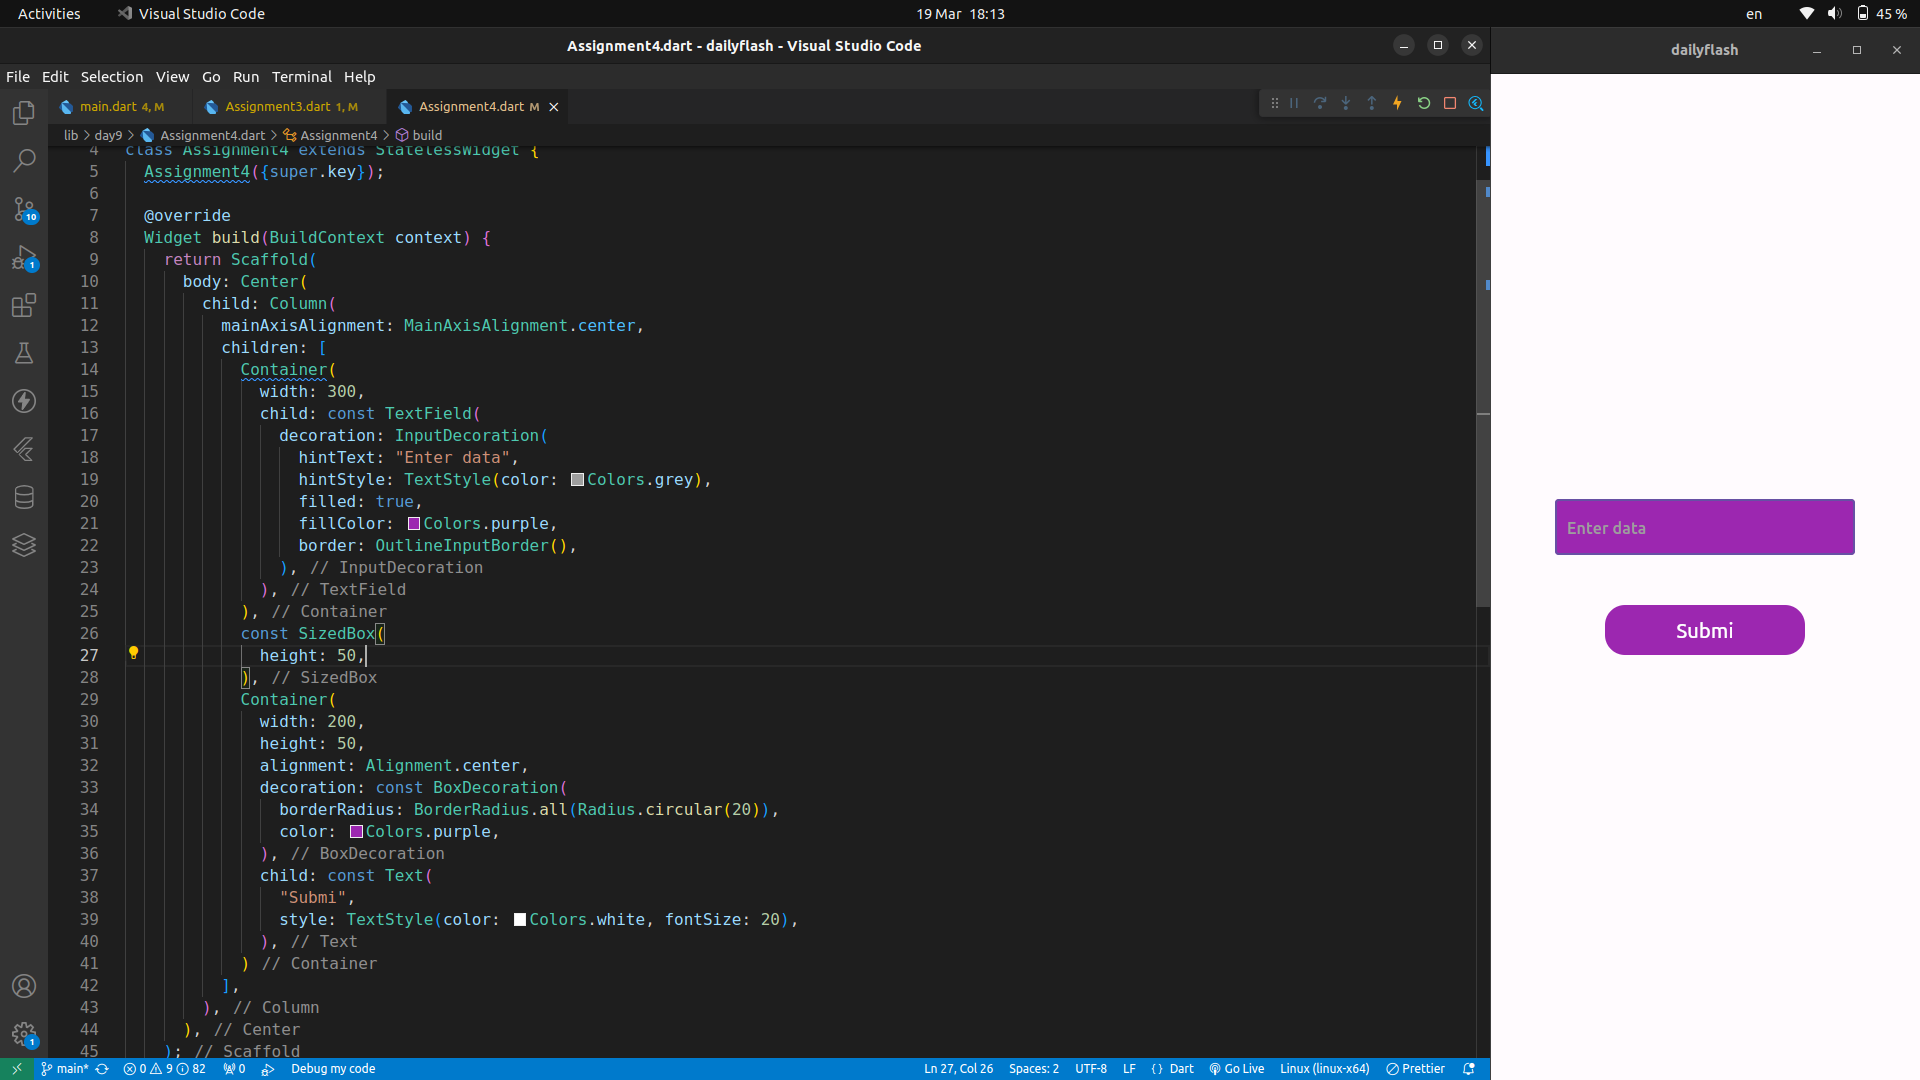 Activities
Visual Studio Code
19 Mar 18:13
en
45 %
Assignment4.dart - dailyflash - Visual Studio Code
dailyflash
File Edit Selection View Go Run Terminal Help
main.dart 4, M
Assignment3.dart 1, M
Assignment4.dart M
lib > day9 > Assignment4.dart > Assignment4 > build
4 class Assignment4 extends StatelessWidget {
5 Assignment4({super.key});
6
7 @override
8 Widget build(BuildContext context) {
9 return Scaffold(
10 body: Center(
11 child: Column(
12 mainAxisAlignment: MainAxisAlignment.center,
13 children: [
14 Container(
15 width: 300,
16 child: const TextField(
17 decoration: InputDecoration(
18 hintText: "Enter data",
19 hintStyle: TextStyle(color: Colors.grey),
20 filled: true,
21 fillColor: Colors.purple,
22 border: OutlineInputBorder(),
23 ), // InputDecoration
24 ), // TextField
25 ), // Container
26 const SizedBox(
27 height: 50,
28 ), // SizedBox
29 Container(
30 width: 200,
31 height: 50,
32 alignment: Alignment.center,
33 decoration: const BoxDecoration(
34 borderRadius: BorderRadius.all(Radius.circular(20)),
35 color: Colors.purple,
36 ), // BoxDecoration
37 child: const Text(
38 "Submi",
39 style: TextStyle(color: Colors.white, fontSize: 20),
40 ), // Text
41 ) // Container
42 ],
43 ), // Column
44 ), // Center
45 ); // Scaffold
10
1
1
Enter data
Submi
main* 0 9 82 0 Debug my code
Ln 27, Col 26 Spaces: 2 UTF-8 LF {} Dart Go Live Linux (linux-x64) Prettier